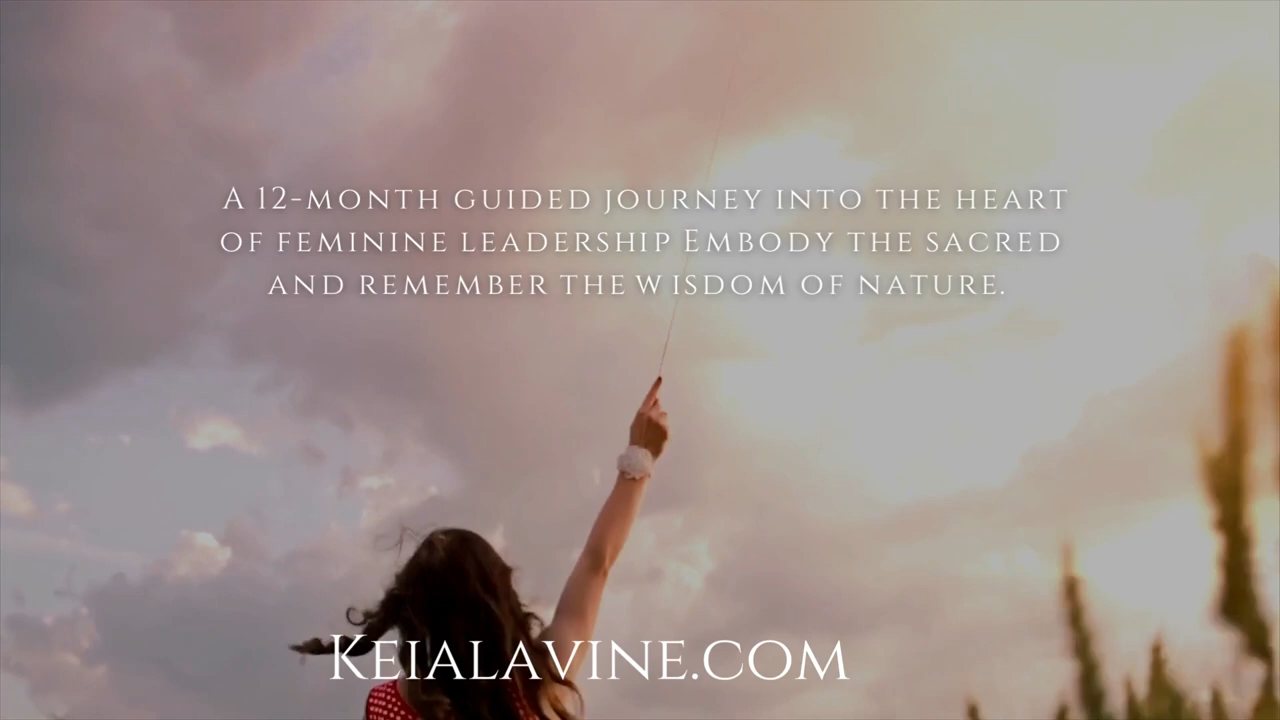 A 12-month guided journey into the heart
of feminine leadership Embody the sacred
and remember the wisdom of nature.
Keialavine.com